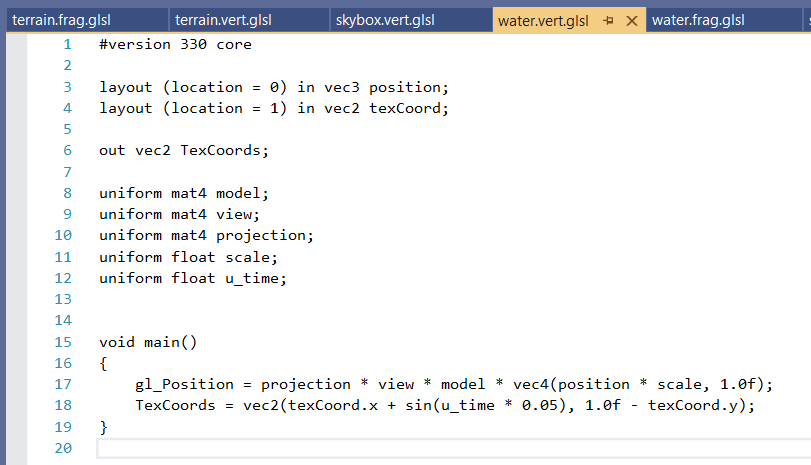 terrain.frag.glsl terrain.vert.glsl skybox.vert.glsl water.vert.glsl water.frag.glsl
1 #version 330 core
2
3 layout (location = 0) in vec3 position;
4 layout (location = 1) in vec2 texCoord;
5
6 out vec2 TexCoords;
7
8 uniform mat4 model;
9 uniform mat4 view;
10 uniform mat4 projection;
11 uniform float scale;
12 uniform float u_time;
13
14
15 void main()
16 {
17     gl_Position = projection * view * model * vec4(position * scale, 1.0f);
18     TexCoords = vec2(texCoord.x + sin(u_time * 0.05), 1.0f - texCoord.y);
19 }
20